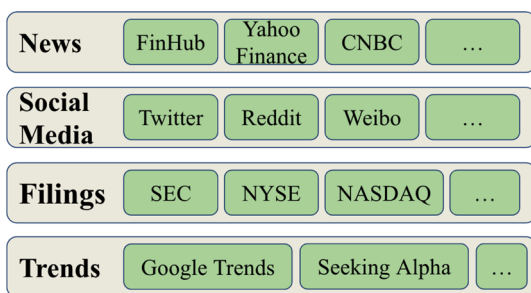 News FinHub Yahoo Finance CNBC ...
Social Media Twitter Reddit Weibo ...
Filings SEC NYSE NASDAQ ...
Trends Google Trends Seeking Alpha ...